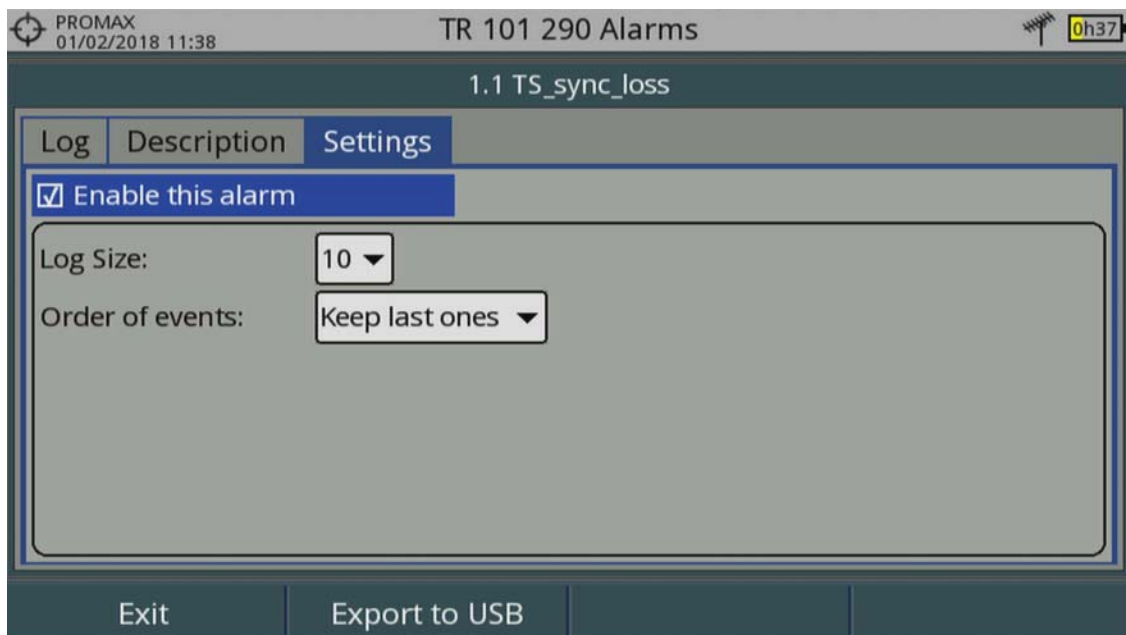 PROMAX
01/02/2018 11:38
TR 101 290 Alarms
0h37
1.1 TS_sync_loss
Log
Description
Settings
Enable this alarm
Log Size:
10
Order of events:
Keep last ones
Exit
Export to USB